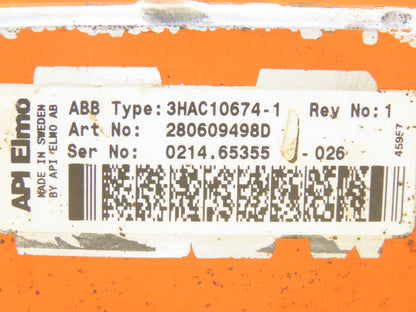 API Elmo
MADE IN SWEDEN
BY API ELMO AB
ABB Type: 3HAC10674-1 Rev No: 1
Art No: 280609498D
Ser No: 0214.65355 -026
45957